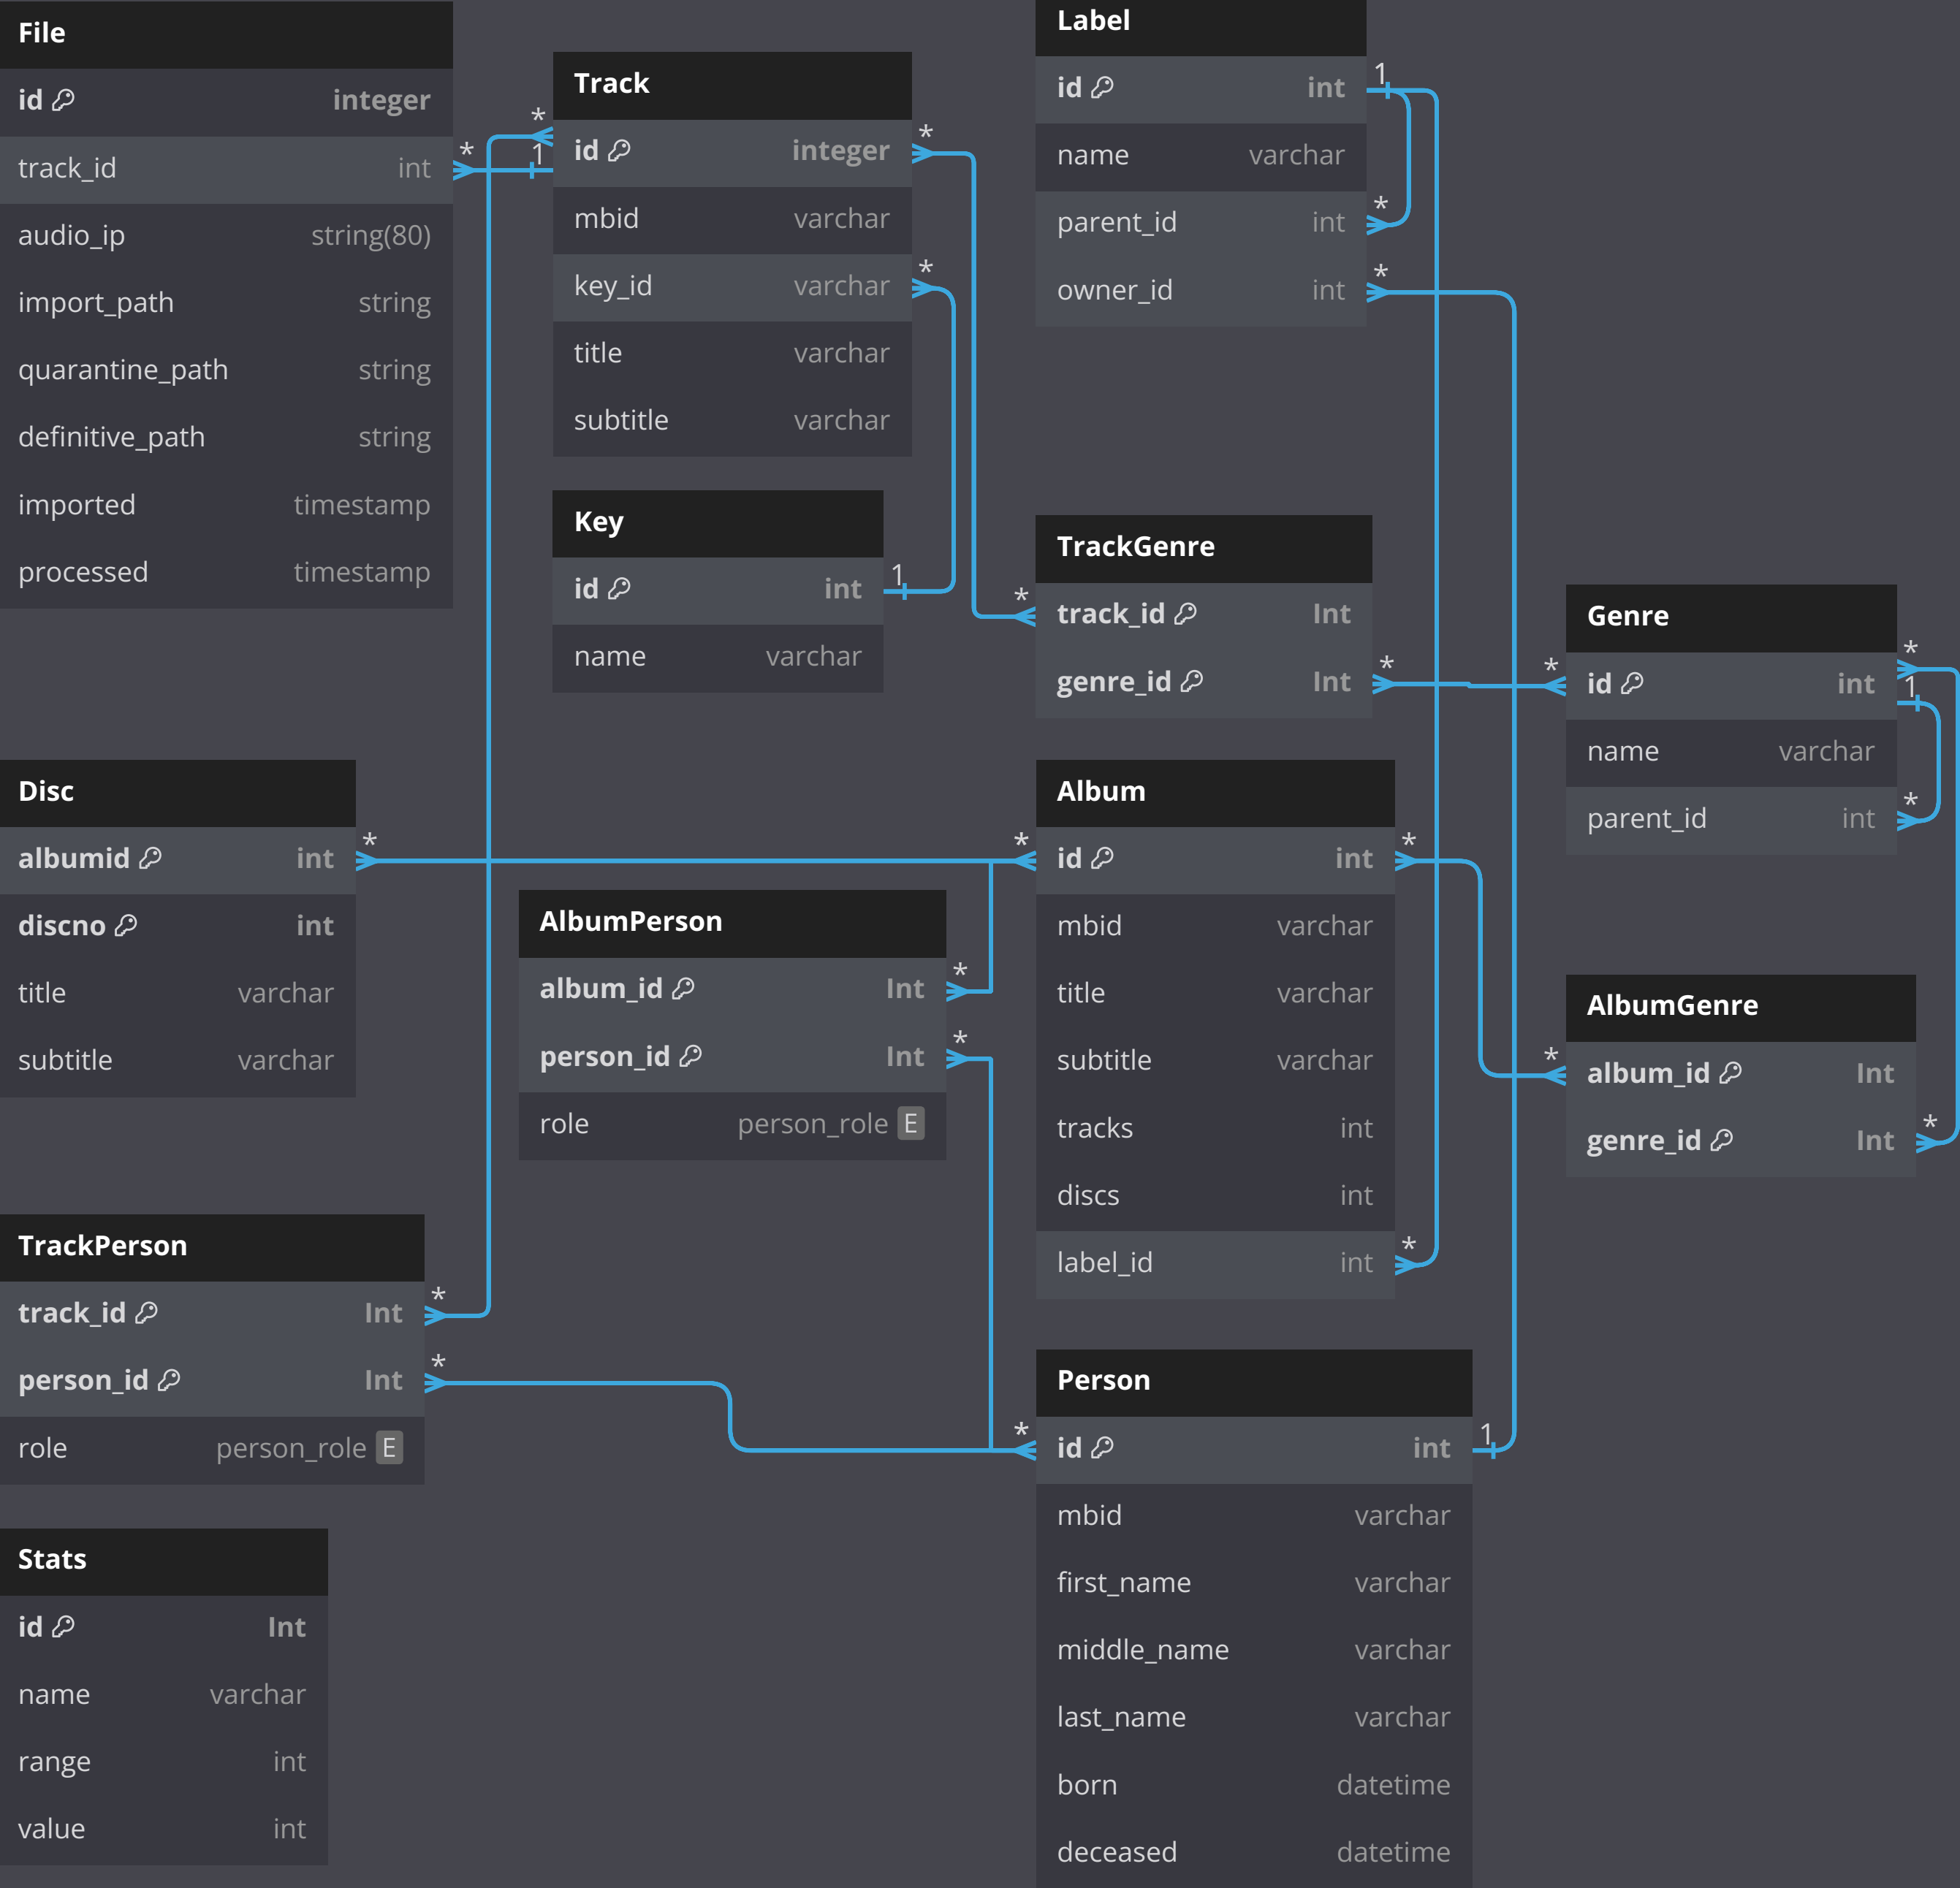 File
id integer
track_id int
audio_ip string(80)
import_path string
quarantine_path string
definitive_path string
imported timestamp
processed timestamp
* 1 *
Track
id integer
mbid varchar
key_id varchar
title varchar
subtitle varchar
* *
Key
id int
name varchar
1
Label
id int
name varchar
parent_id int
owner_id int
1 * *
TrackGenre
track_id Int
genre_id Int
* *
Genre
id int
name varchar
parent_id int
* * 1 *
Disc
albumid int
discno int
title varchar
subtitle varchar
*
AlbumPerson
album_id Int
person_id Int
role person_role E
* *
Album
id int
mbid varchar
title varchar
subtitle varchar
tracks int
discs int
label_id int
* * *
AlbumGenre
album_id Int
genre_id Int
* *
TrackPerson
track_id Int
person_id Int
role person_role E
* *
Person
id int
mbid varchar
first_name varchar
middle_name varchar
last_name varchar
born datetime
deceased datetime
* 1
Stats
id Int
name varchar
range int
value int